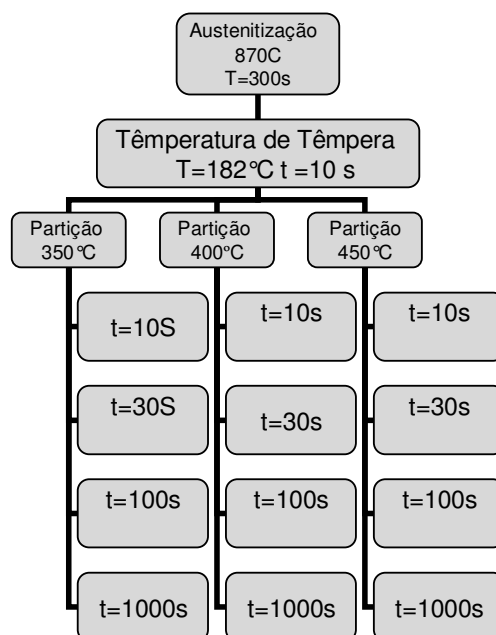 Austenitização
870C
T=300s
Têmperatura de Têmpera
T=182°C t =10 s
Partição
350°C
Partição
400°C
Partição
450°C
t=10S
t=10s
t=10s
t=30S
t=30s
t=30s
t=100s
t=100s
t=100s
t=1000s
t=1000s
t=1000s